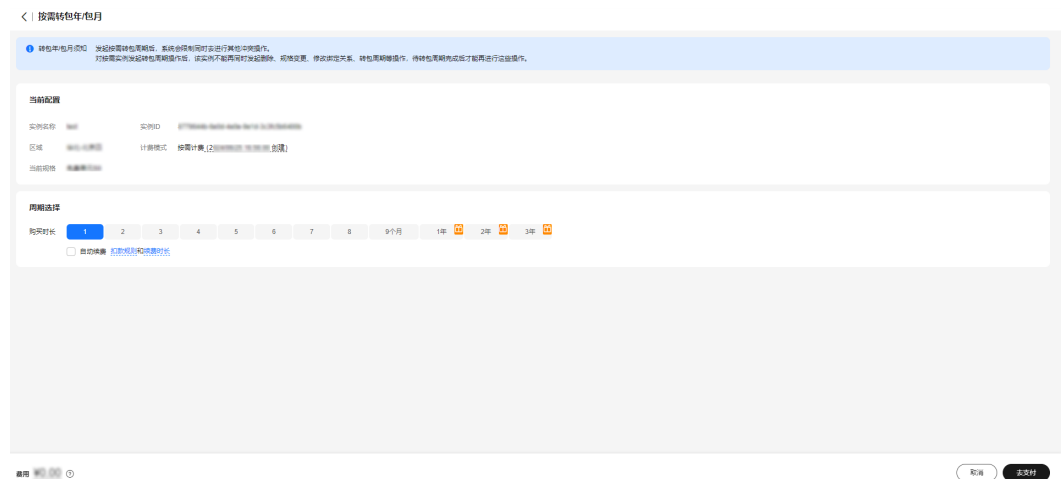 按需转包年/包月
转包年/包月须知 发起按需转包周期后，系统会限制同时去进行其他冲突操作。
对按需实例发起转包周期操作后，该实例不能再同时发起删除、规格变更、修改绑定关系、转包周期等操作，待转包周期完成后才能再进行这些操作。
当前配置
实例名称 实例ID
区域 计费模式 按需计费 (2 创建)
当前规格
周期选择
购买时长 1 2 3 4 5 6 7 8 9个月 1年 2年 3年
自动续费 扣款规则和续费时长
费用 ¥0.00 取消 去支付